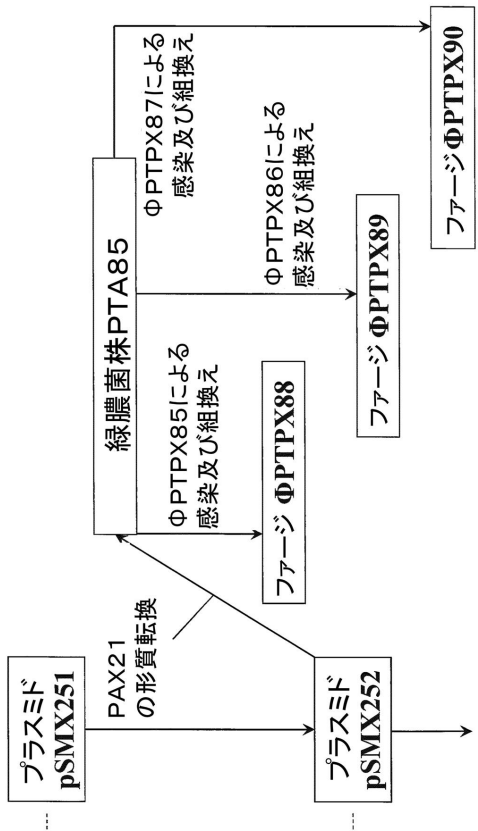 プラスミド
pSMX251
PAX21
の形質転換
プラスミド
pSMX252
緑膿菌株PTA85
ΦPTPX85による
感染及び組換え
ファージ ΦPTPX88
ΦPTPX86による
感染及び組換え
ファージ ΦPTPX89
ΦPTPX87による
感染及び組換え
ファージ ΦPTPX90